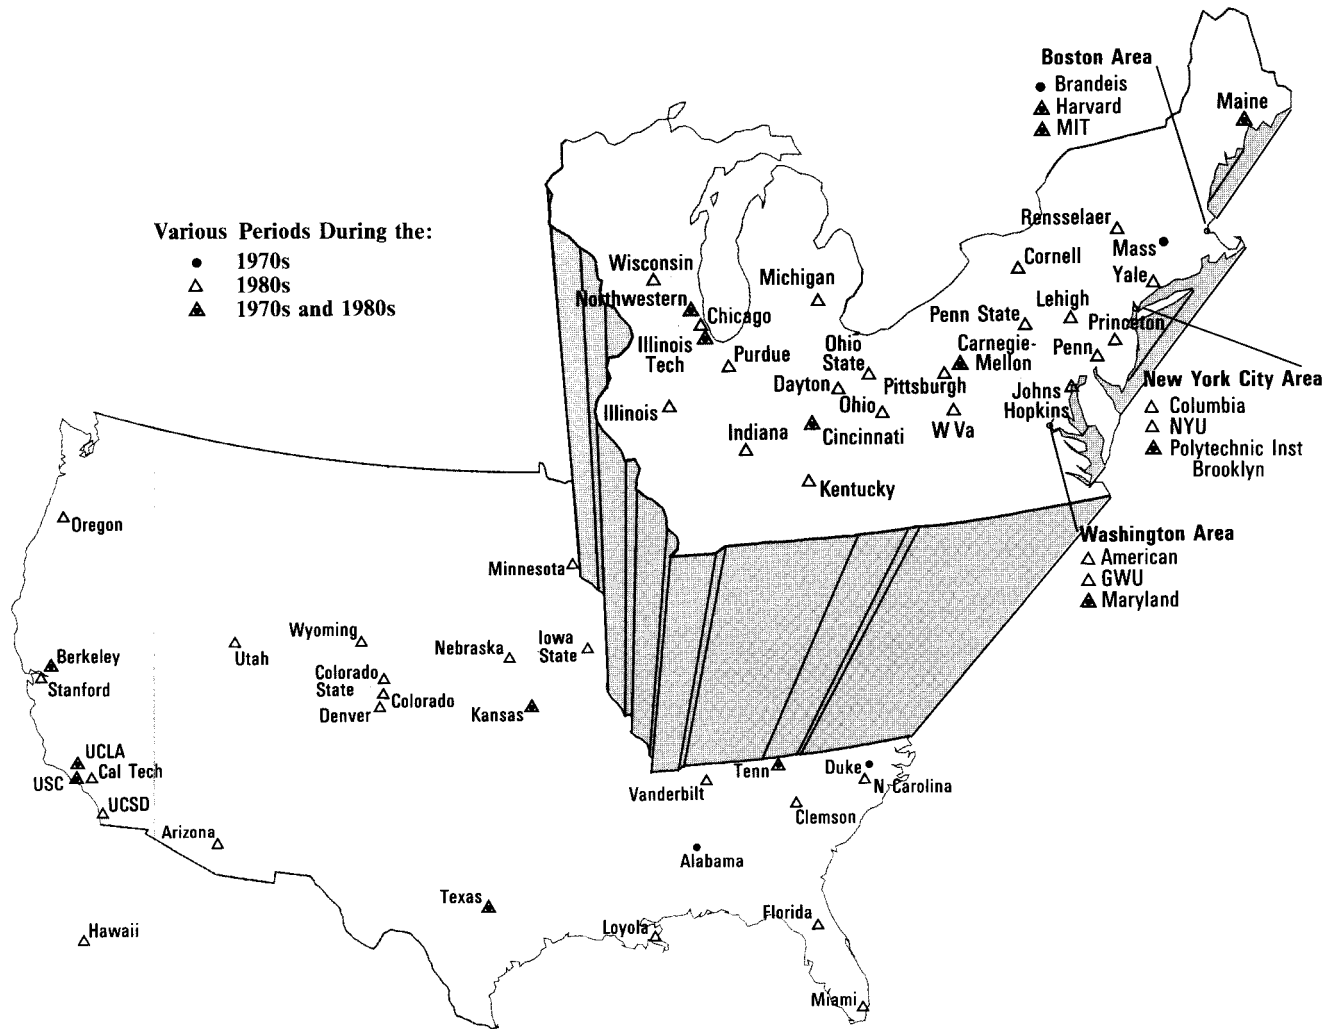 Boston Area
Brandeis
Harvard
MIT
Maine
Various Periods During the:
1970s
1980s
1970s and 1980s
Rensselaer
Mass
Cornell
Yale
Wisconsin
Michigan
Northwestern
Chicago
Lehigh
Penn State
Princeton
Illinois
Tech
Purdue
Ohio
State
Carnegie-
Mellon
Penn
Dayton
Pittsburgh
Johns
Hopkins
New York City Area
Columbia
NYU
Polytechnic Inst
Brooklyn
Illinois
Ohio
W Va
Indiana
Cincinnati
Kentucky
Oregon
Washington Area
American
GWU
Maryland
Minnesota
Wyoming
Utah
Nebraska
Iowa
State
Berkeley
Stanford
Colorado
State
Colorado
Denver
Kansas
UCLA
USC
Cal Tech
UCSD
Tenn
Duke
Vanderbilt
N Carolina
Clemson
Arizona
Alabama
Texas
Florida
Loyola
Hawaii
Miami